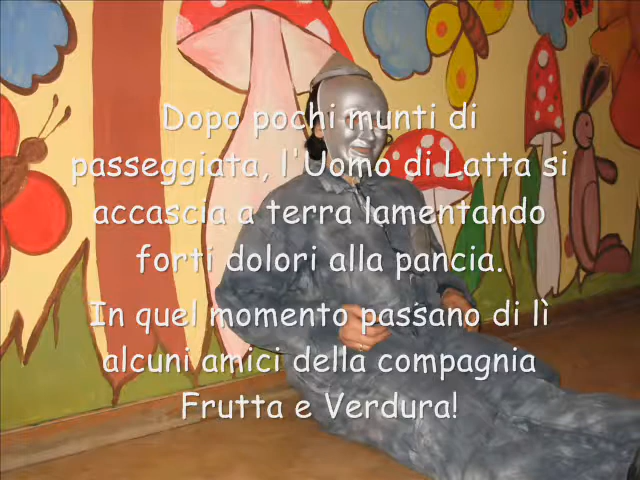 Dopo pochi munti di
passeggiata, l'Uomo di Latta si
accascia a terra lamentando
forti dolori alla pancia.
In quel momento passano di lì
alcuni amici della compagnia
Frutta e Verdura!